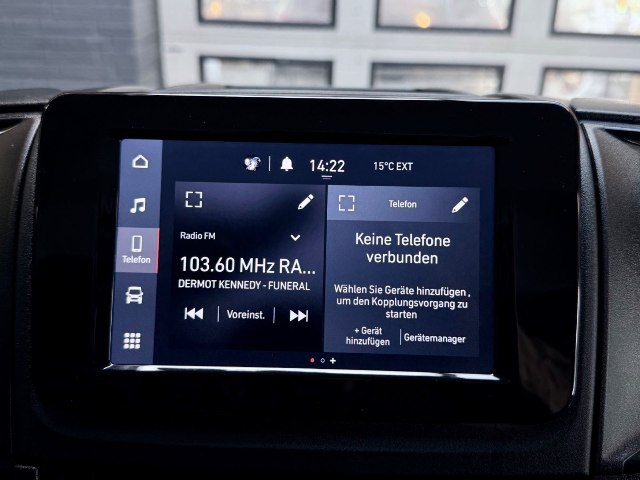 14:22
15°C EXT
Telefon
Radio FM
103.60 MHz RA...
DERMOT KENNEDY - FUNERAL
Voreinst.
Telefon
Keine Telefone
verbunden
Wählen Sie Geräte hinzufügen,
um den Kopplungsvorgang zu
starten
+ Gerät
hinzufügen
Gerätemanager